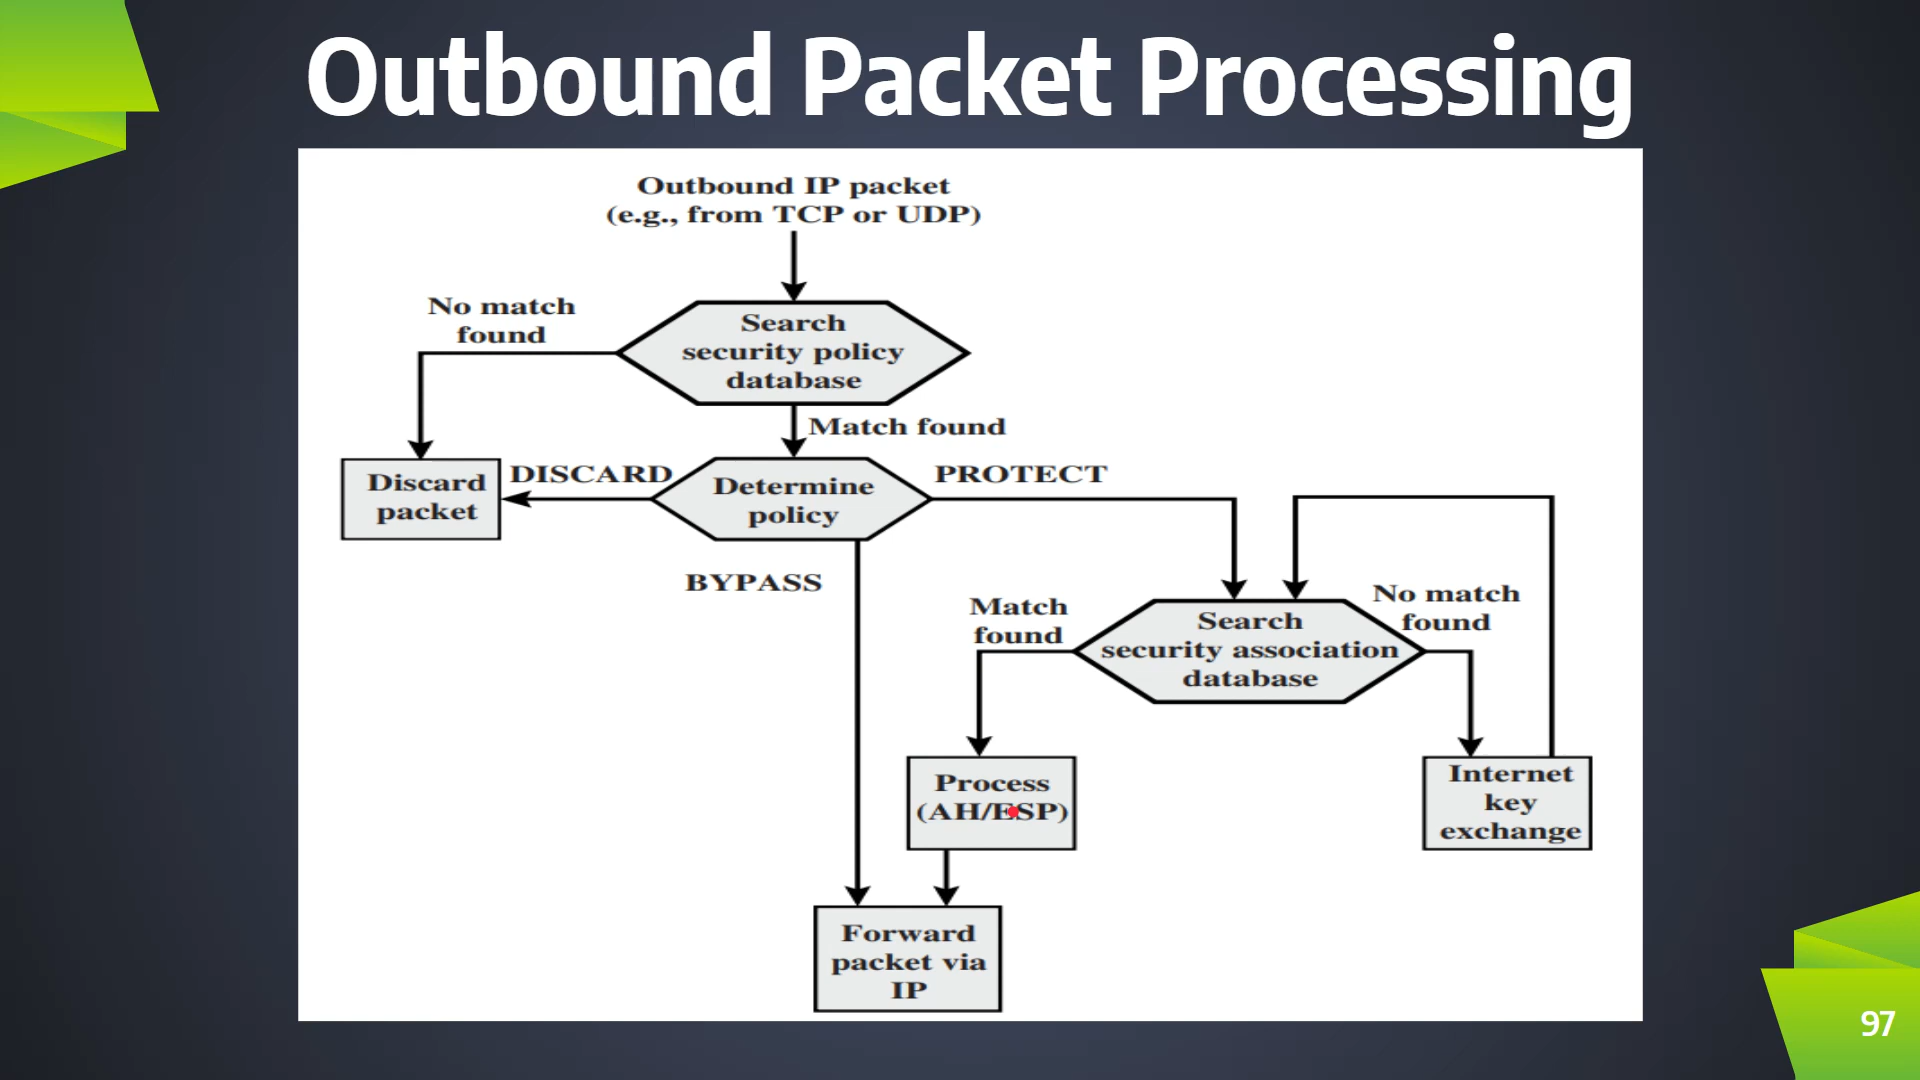 Outbound Packet Processing
Outbound IP packet
(e.g., from TCP or UDP)
No match
found
Search
security policy
database
Match found
Discard
packet
DISCARD
Determine
policy
PROTECT
BYPASS
Match
found
Search
security association
database
No match
found
Process
(AH/ESP)
Internet
key
exchange
Forward
packet via
IP
97